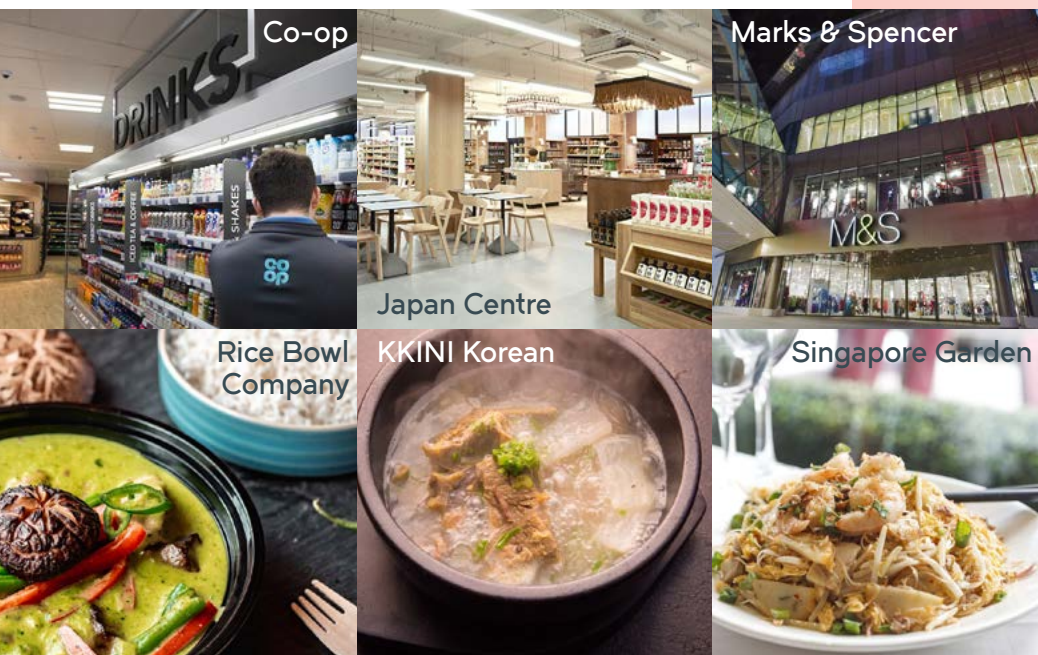 Co-op
DRINKS
ICED TEA & COFFEE
& SHAKES
co
op
Japan Centre
Marks & Spencer
M&S
Rice Bowl
Company
KKINI Korean
Singapore Garden